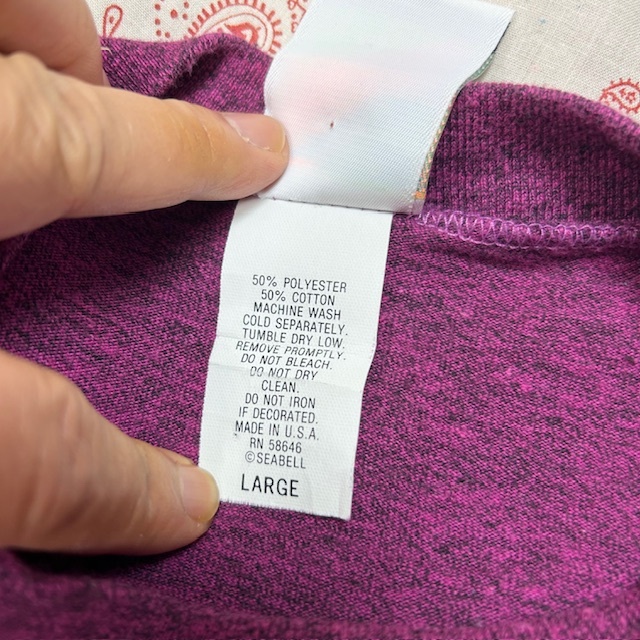 50% POLYESTER
50% COTTON
MACHINE WASH
COLD SEPARATELY.
TUMBLE DRY LOW.
REMOVE PROMPTLY.
DO NOT BLEACH.
DO NOT DRY
CLEAN.
DO NOT IRON
IF DECORATED.
MADE IN U.S.A.
RN 58646
©SEABELL
LARGE